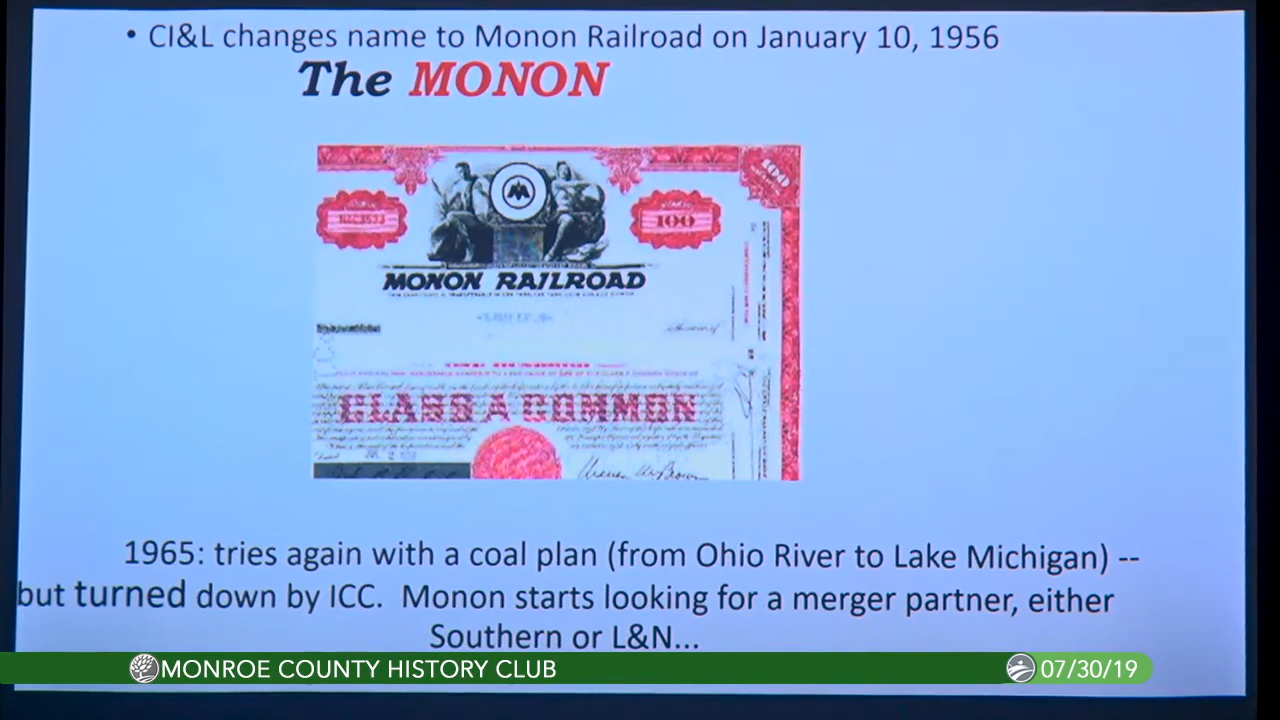 • CI&L changes name to Monon Railroad on January 10, 1956
The MONON
100
100
MONON RAILROAD
CLASS A COMMON
1965: tries again with a coal plan (from Ohio River to Lake Michigan) --
but turned down by ICC. Monon starts looking for a merger partner, either
Southern or L&N...
MONROE COUNTY HISTORY CLUB
07/30/19